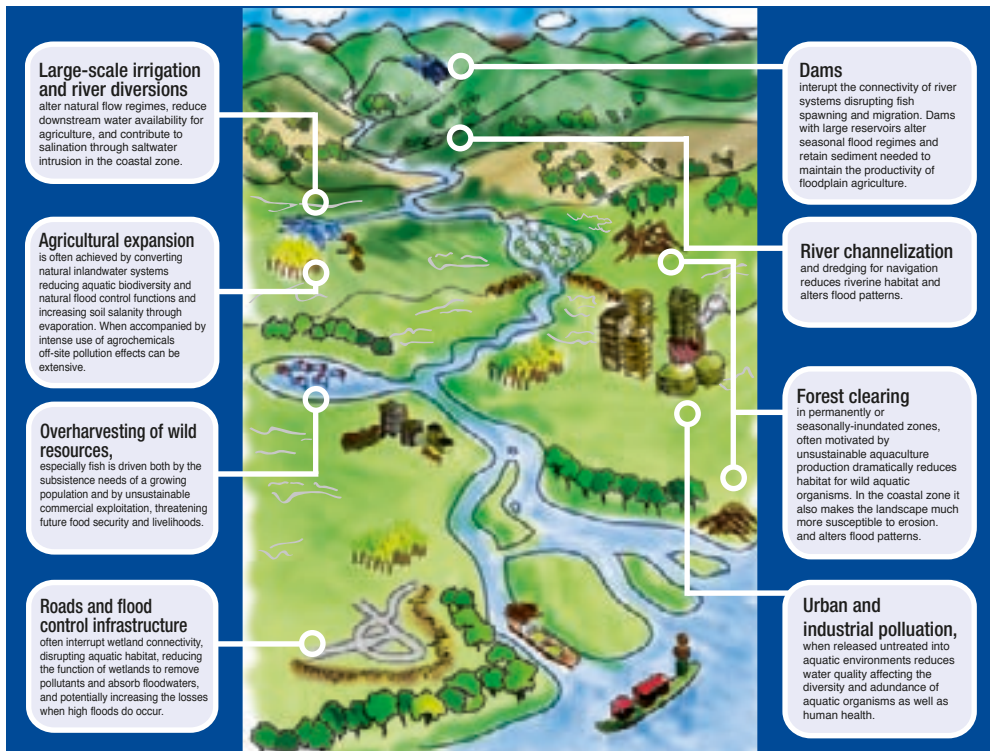 Large-scale irrigation
and river diversions
alter natural flow regimes, reduce
downstream water availability for
agriculture, and contribute to
salination through saltwater
intrusion in the coastal zone.
Agricultural expansion
is often achieved by converting
natural inlandwater systems
reducing aquatic biodiversity and
natural flood control functions and
increasing soil salanity through
evaporation. When accompanied by
intense use of agrochemicals
off-site pollution effects can be
extensive.
Overharvesting of wild
resources,
especially fish is driven both by the
subsistence needs of a growing
population and by unsustainable
commercial exploitation, threatening
future food security and livelihoods.
Roads and flood
control infrastructure
often interrupt wetland connectivity,
disrupting aquatic habitat, reducing
the function of wetlands to remove
pollutants and absorb floodwaters,
and potentially increasing the losses
when high floods do occur.
Dams
interupt the connectivity of river
systems disrupting fish
spawning and migration. Dams
with large reservoirs alter
seasonal flood regimes and
retain sediment needed to
maintain the productivity of
floodplain agriculture.
River channelization
and dredging for navigation
reduces riverine habitat and
alters flood patterns.
Forest clearing
in permanently or
seasonally-inundated zones,
often motivated by
unsustainable aquaculture
production dramatically reduces
habitat for wild aquatic
organisms. In the coastal zone it
also makes the landscape much
more susceptible to erosion.
and alters flood patterns.
Urban and
industrial polluation,
when released untreated into
aquatic environments reduces
water quality affecting the
diversity and adundance of
aquatic organisms as well as
human health.